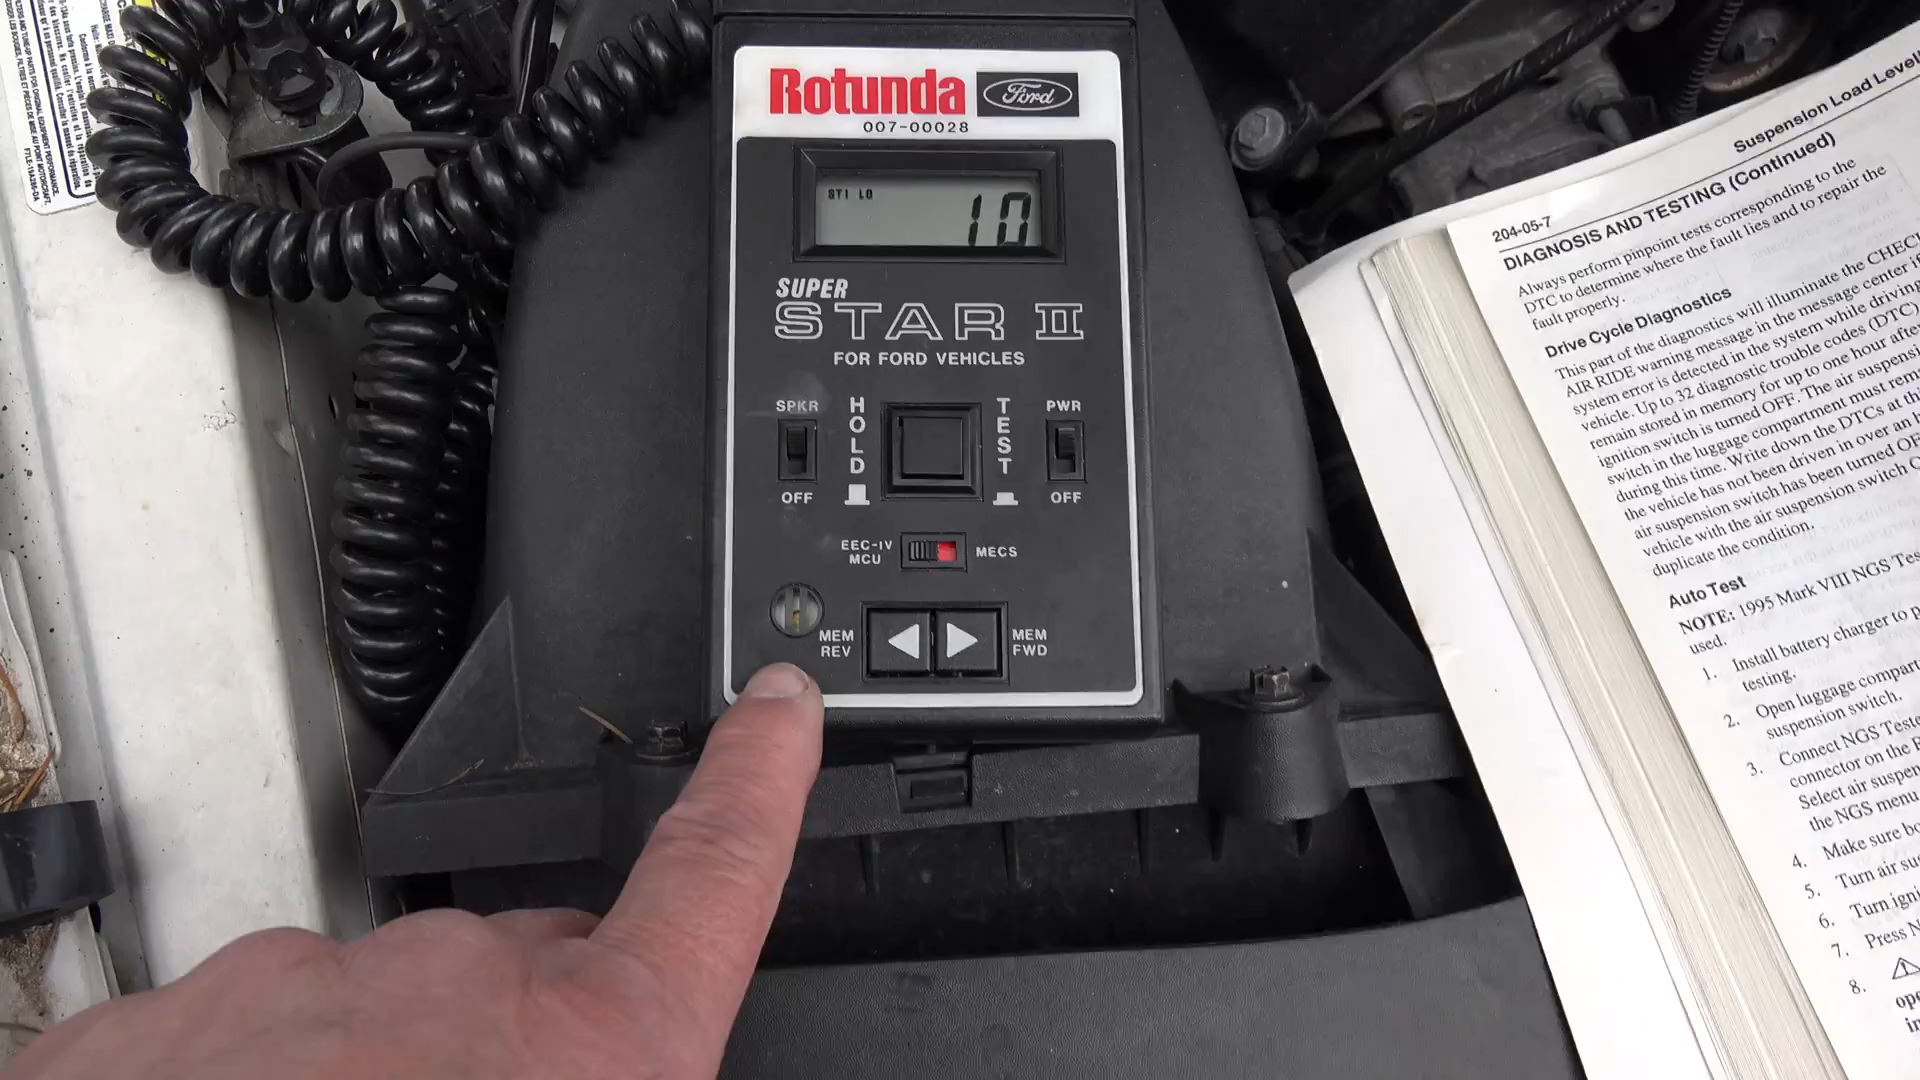 Rotunda Ford
007-00028
STI LO 10
SUPER
STAR II
FOR FORD VEHICLES
SPKR
OFF
HOLD
TEST
PWR
OFF
EEC-IV
MCU
MECS
MEM
REV
MEM
FWD
Suspension Load Level
204-05-7
DIAGNOSIS AND TESTING (Continued)
Always perform pinpoint tests corresponding to the
DTC to determine where the fault lies and to repair the
fault properly.
Drive Cycle Diagnostics
This part of the diagnostics will illuminate the CHEC
AIR RIDE warning message in the message center if
system error is detected in the system while driving
vehicle. Up to 32 diagnostic trouble codes (DTC)
remain stored in memory for up to one hour after
ignition switch is turned OFF. The air suspensi
switch in the luggage compartment must rema
during this time. Write down the DTCs at thi
the vehicle has not been driven in over an h
air suspension switch has been turned OF
vehicle with the air suspension switch O
duplicate the condition.
Auto Test
NOTE: 1995 Mark VIII NGS Tes
used.
1. Install battery charger to p
testing.
2. Open luggage compart
suspension switch.
3. Connect NGS Teste
connector on the
Select air suspen
the NGS menu
4. Make sure bo
5. Turn air sus
6. Turn igni
7. Press N
8.
ope
in